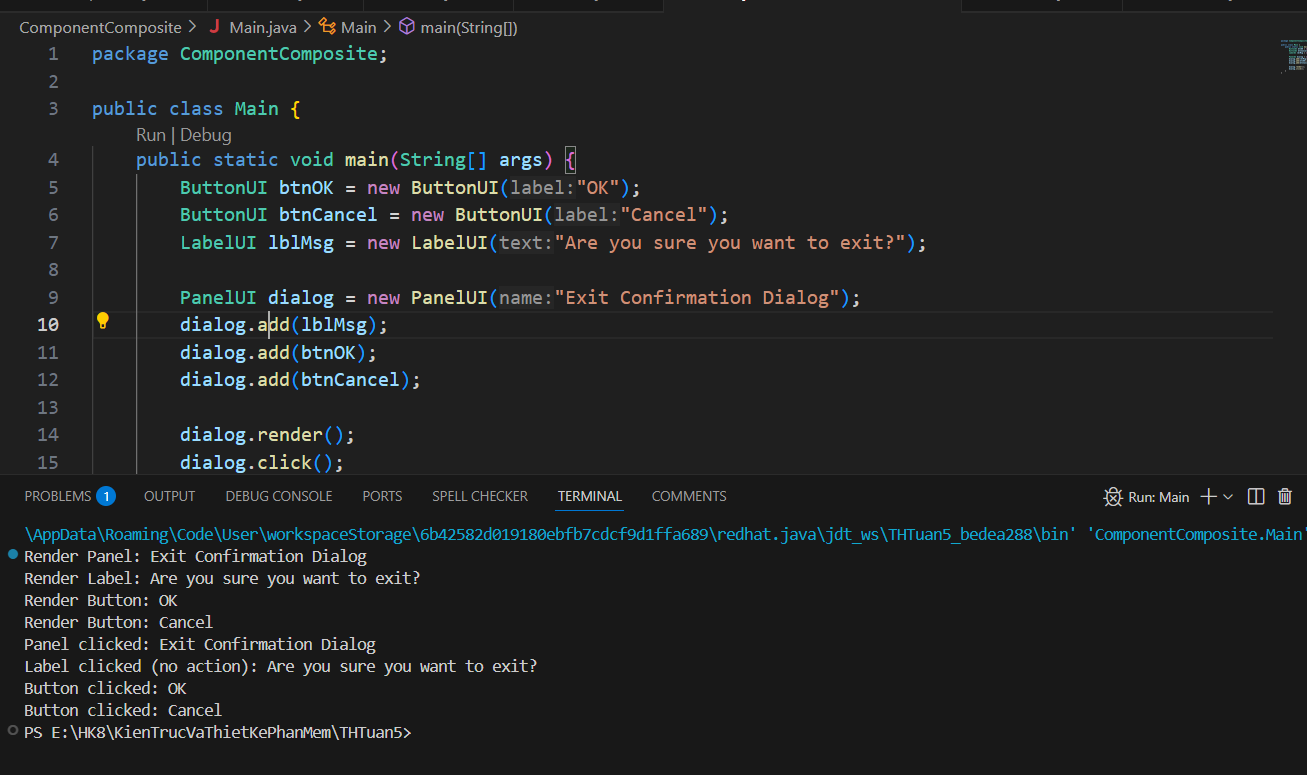 ComponentComposite > Main.java > Main > main(String[])
1 package ComponentComposite;
2
3 public class Main {
Run | Debug
4 public static void main(String[] args) {
5 ButtonUI btnOK = new ButtonUI(label:"OK");
6 ButtonUI btnCancel = new ButtonUI(label:"Cancel");
7 LabelUI lblMsg = new LabelUI(text:"Are you sure you want to exit?");
8
9 PanelUI dialog = new PanelUI(name:"Exit Confirmation Dialog");
10 dialog.add(lblMsg);
11 dialog.add(btnOK);
12 dialog.add(btnCancel);
13
14 dialog.render();
15 dialog.click();
PROBLEMS 1 OUTPUT DEBUG CONSOLE PORTS SPELL CHECKER TERMINAL COMMENTS Run: Main
\AppData\Roaming\Code\User\workspaceStorage\6b42582d019180ebfb7cdcf9d1ffa689\redhat.java\jdt_ws\THTuan5_bedea288\bin' 'ComponentComposite.Main'
Render Panel: Exit Confirmation Dialog
Render Label: Are you sure you want to exit?
Render Button: OK
Render Button: Cancel
Panel clicked: Exit Confirmation Dialog
Label clicked (no action): Are you sure you want to exit?
Button clicked: OK
Button clicked: Cancel
PS E:\HK8\KienTrucVaThietKePhanMem\THTuan5>